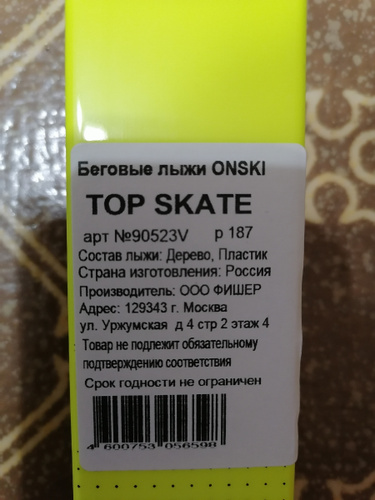 Беговые лыжи ONSKI
TOP SKATE
арт №90523V р 187
Состав лыжи: Дерево, Пластик
Страна изготовления: Россия
Производитель: ООО ФИШЕР
Адрес: 129343 г. Москва
ул. Уржумская д 4 стр 2 этаж 4
Товар не подлежит обязательному
подтверждению соответствия
Срок годности не ограничен
4 600753 056598